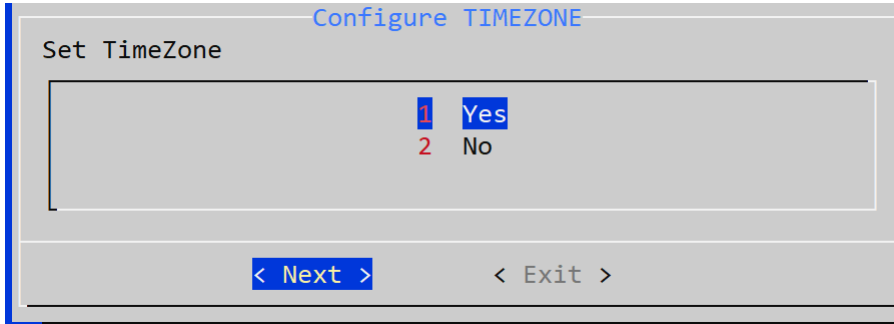 Configure TIMEZONE
Set TimeZone
1 Yes
2 No
< Next > < Exit >